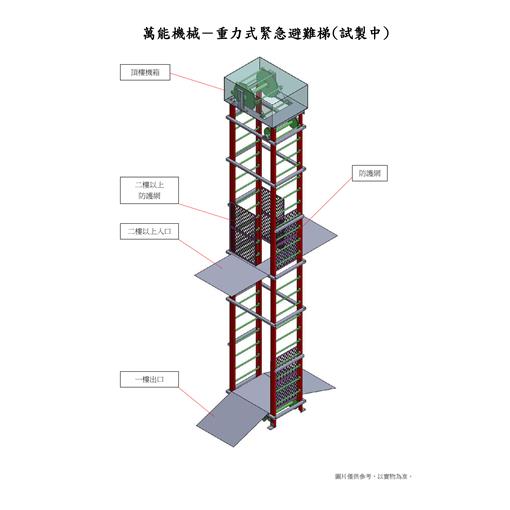 萬能機械－重力式緊急避難梯(試製中)
頂樓機箱
防護網
二樓以上
防護網
二樓以上入口
一樓出口
圖片僅供參考，以實物為准。